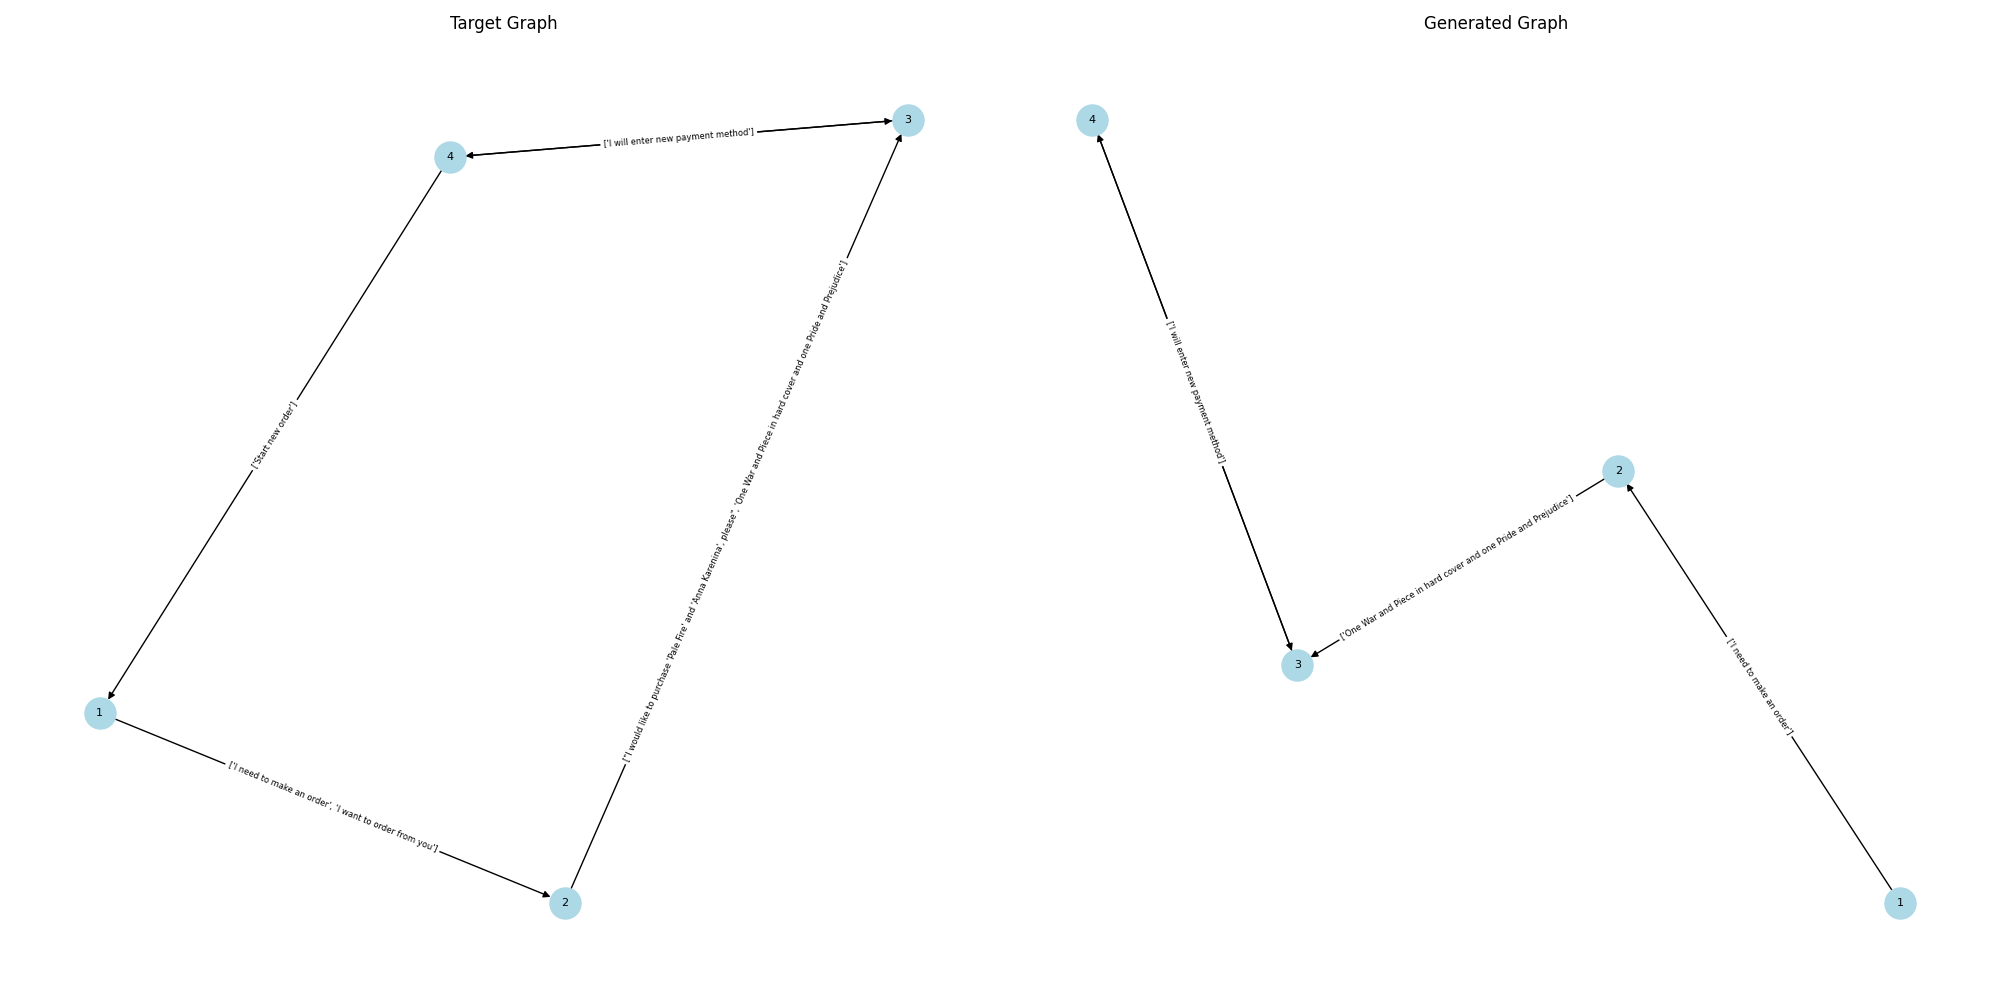 Target Graph
3
['I will enter new payment method']
4
['Start new order']
["I would like to purchase 'Pale Fire' and 'Anna Karenina', please", 'One War and Piece in hard cover and one Pride and Prejudice']
1
['I need to make an order', 'I want to order from you']
2
Generated Graph
4
['I will enter new payment method']
2
['One War and Piece in hard cover and one Pride and Prejudice']
3
['I need to make an order']
1